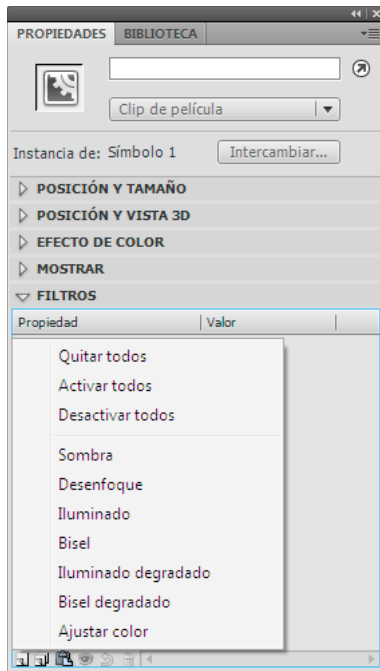 PROPIEDADES BIBLIOTECA
Clip de película
Instancia de: Símbolo 1 Intercambiar...
POSICIÓN Y TAMAÑO
POSICIÓN Y VISTA 3D
EFECTO DE COLOR
MOSTRAR
FILTROS
Propiedad Valor
Quitar todos
Activar todos
Desactivar todos
Sombra
Desenfoque
Iluminado
Bisel
Iluminado degradado
Bisel degradado
Ajustar color